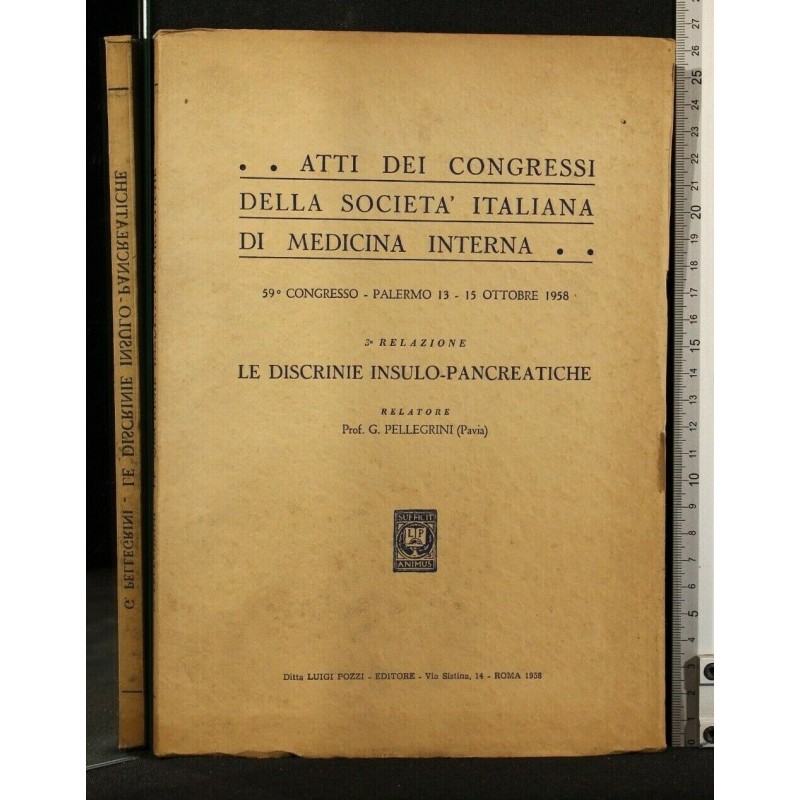 . . ATTI DEI CONGRESSI
DELLA SOCIETA' ITALIANA
DI MEDICINA INTERNA . .
59º CONGRESSO - PALERMO 13 - 15 OTTOBRE 1958
3ª RELAZIONE
LE DISCRINIE INSULO-PANCREATICHE
RELATORE
Prof. G. PELLEGRINI (Pavia)
SUFFICIT
L P
ANIMUS
Ditta LUIGI POZZI - EDITORE - Via Sistina, 14 - ROMA 1958
G. PELLEGRINI - LE DISCRINIE INSULO-PANCREATICHE
27
26
25
24
23
22
21
20
19
18
17
16
15
14
13
12
11
10
9
8
7
6
5
4
3
2
1
0